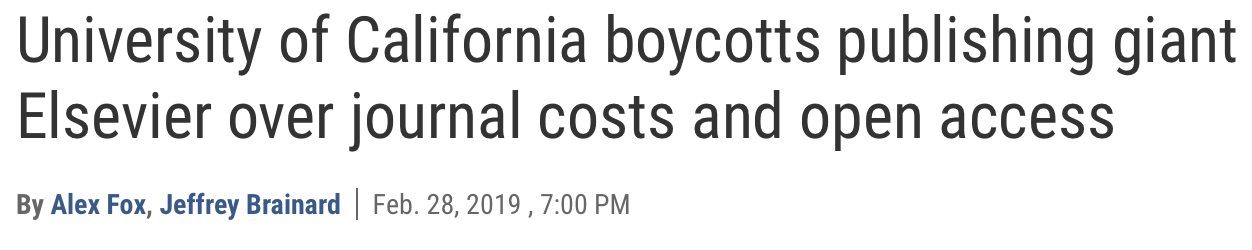 University of California boycotts publishing giant
Elsevier over journal costs and open access
By Alex Fox, Jeffrey Brainard | Feb. 28, 2019 , 7:00 PM